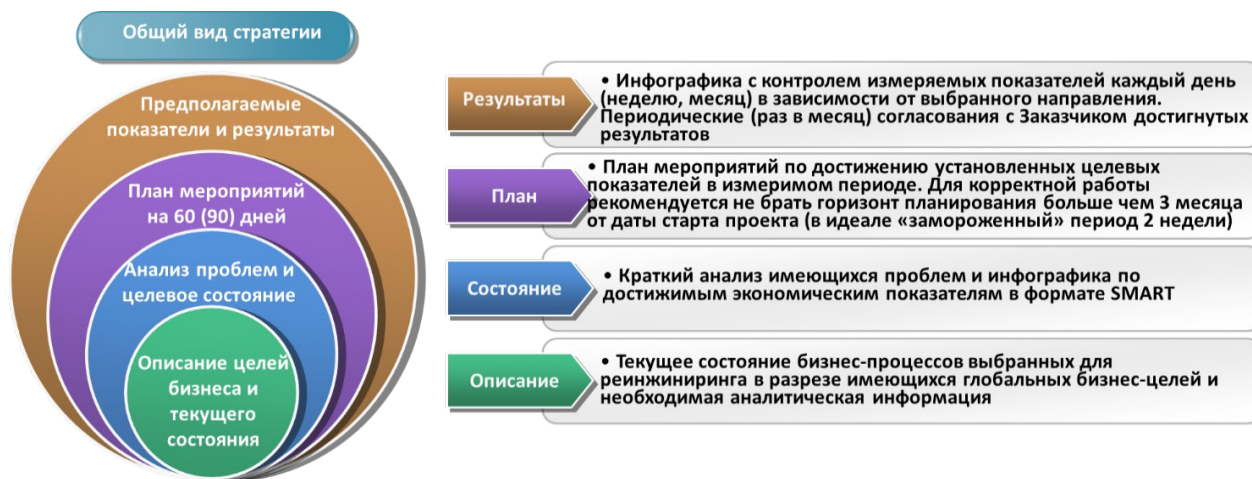 Общий вид стратегии
Предполагаемые
показатели и результаты
План мероприятий
на 60 (90) дней
Анализ проблем и
целевое состояние
Описание целей
бизнеса и
текущего
состояния
Результаты
• Инфографика с контролем измеряемых показателей каждый день
(неделю, месяц) в зависимости от выбранного направления.
Периодические (раз в месяц) согласования с Заказчиком достигнутых
результатов
План
• План мероприятий по достижению установленных целевых
показателей в измеримом периоде. Для корректной работы
рекомендуется не брать горизонт планирования больше чем 3 месяца
от даты старта проекта (в идеале «замороженный» период 2 недели)
Состояние
• Краткий анализ имеющихся проблем и инфографика по
достижимым экономическим показателям в формате SMART
Описание
• Текущее состояние бизнес-процессов выбранных для
реинжиниринга в разрезе имеющихся глобальных бизнес-целей и
необходимая аналитическая информация